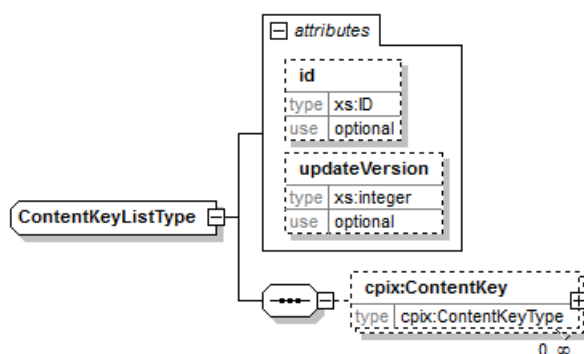 attributes
id
type xs:ID
use optional
updateVersion
type xs:integer
use optional
ContentKeyListType
cpix:ContentKey
type cpix:ContentKeyType
0..∞